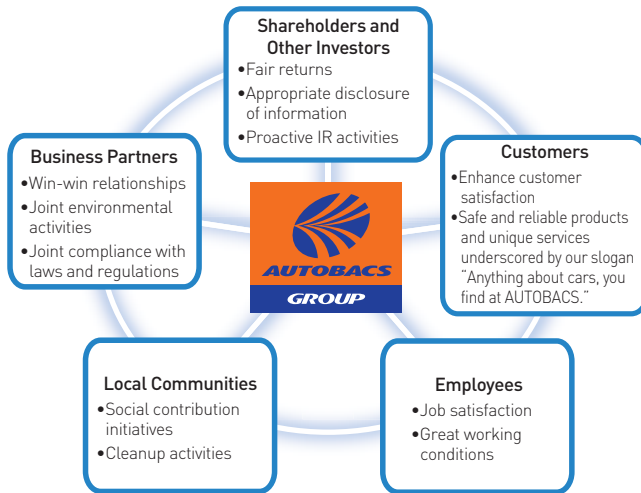 Shareholders and
Other Investors
•Fair returns
•Appropriate disclosure
of information
•Proactive IR activities
Business Partners
•Win-win relationships
•Joint environmental
activities
•Joint compliance with
laws and regulations
Customers
•Enhance customer
satisfaction
•Safe and reliable products
and unique services
underscored by our slogan
“Anything about cars, you
find at AUTOBACS.”
AUTOBACS
GROUP
Local Communities
•Social contribution
initiatives
•Cleanup activities
Employees
•Job satisfaction
•Great working
conditions